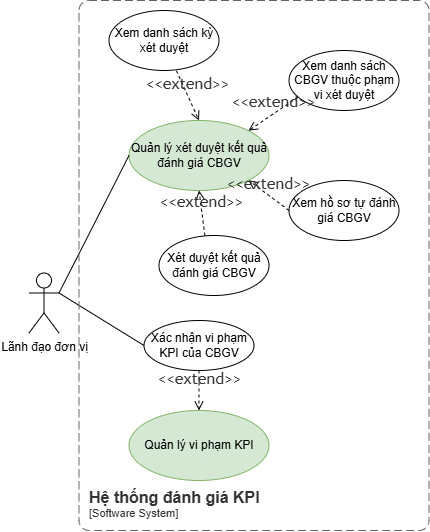 Xem danh sách kỳ
xét duyệt
<<extend>>
Xem danh sách
CBGV thuộc phạm
vi xét duyệt
<<extend>>
Quản lý xét duyệt kết quả
đánh giá CBGV
<<extend>>
<<extend>>
Xem hồ sơ tự đánh
giá CBGV
Xét duyệt kết quả
đánh giá CBGV
Lãnh đạo đơn vị
Xác nhận vi phạm
KPI của CBGV
<<extend>>
Quản lý vi phạm KPI
Hệ thống đánh giá KPI
[Software System]